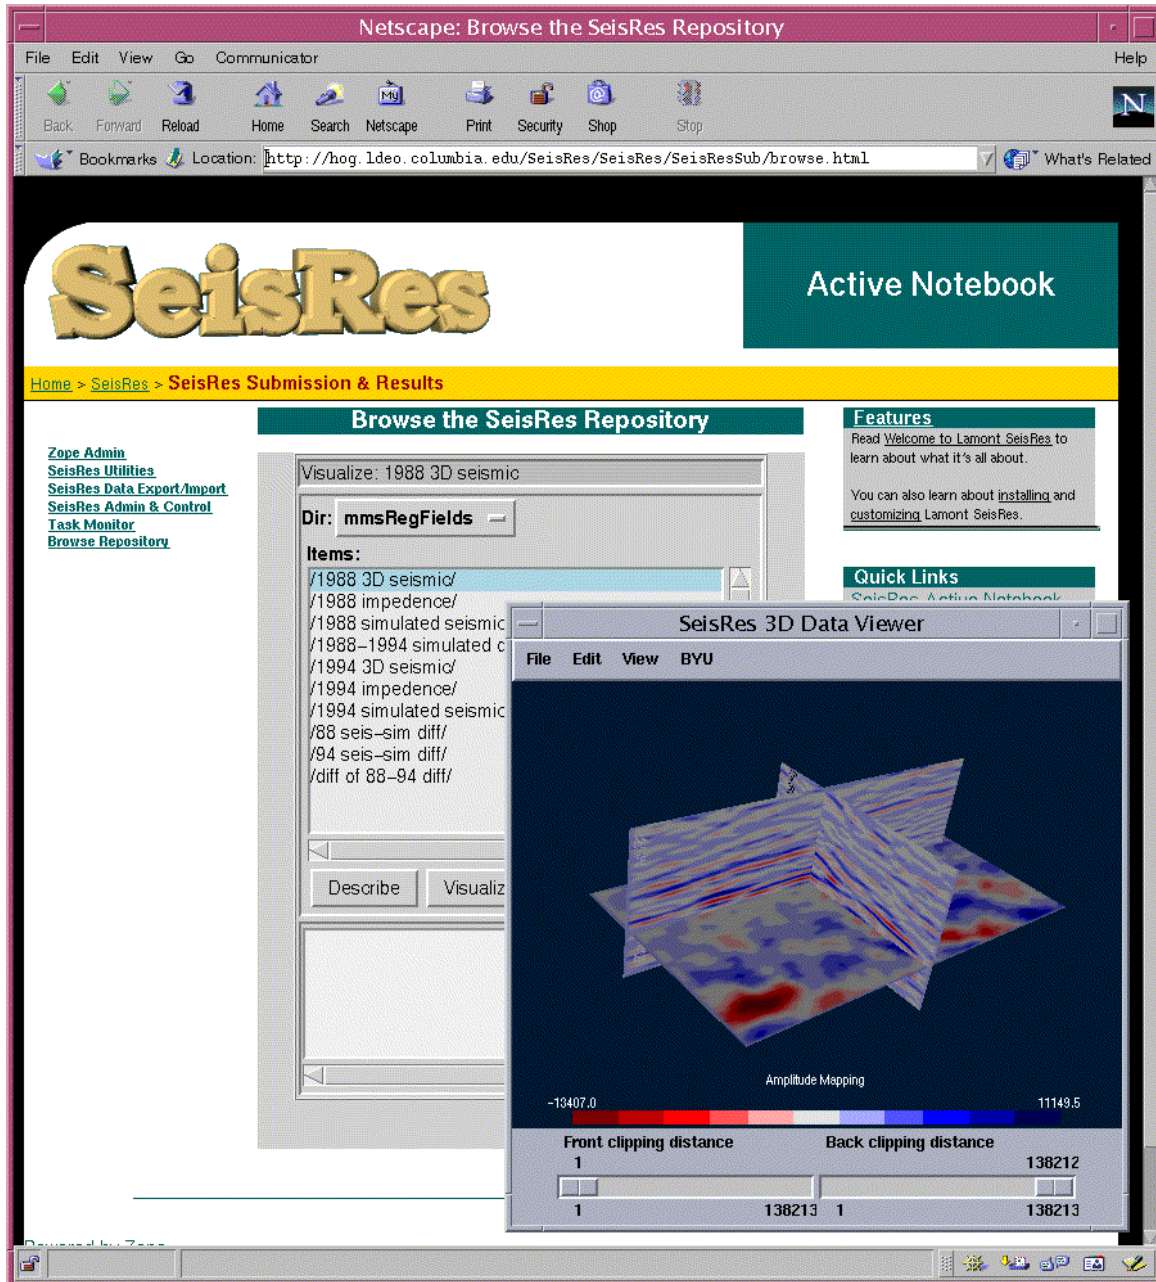 Netscape: Browse the SeisRes Repository
File Edit View Go Communicator Help
Back Forward Reload Home Search Netscape Print Security Shop Stop
My
N
Bookmarks Location: http://hog.ldeo.columbia.edu/SeisRes/SeisRes/SeisResSub/browse.html What's Related
SeisRes
Active Notebook
Home > SeisRes > SeisRes Submission & Results
Browse the SeisRes Repository
Zope Admin
SeisRes Utilities
SeisRes Data Export/Import
SeisRes Admin & Control
Task Monitor
Browse Repository
Visualize: 1988 3D seismic
Dir: mmsRegFields
Items:
/1988 3D seismic/
/1988 impedence/
/1988 simulated seismic
/1988-1994 simulated
/1994 3D seismic/
/1994 impedence/
/1994 simulated seismic
/88 seis-sim diff/
/94 seis-sim diff/
/diff of 88-94 diff/
Describe Visualiz
Features
Read Welcome to Lamont SeisRes to
learn about what it's all about.
You can also learn about installing and
customizing Lamont SeisRes.
Quick Links
SeisRes Active Notebook
SeisRes 3D Data Viewer
File Edit View BYU
Amplitude Mapping
-13407.0 11149.5
Front clipping distance Back clipping distance
1 138212
1 138213 1 138213
Powered by Zope